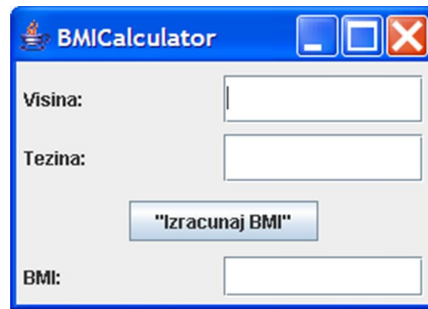 BMICalculator
Visina:
Tezina:
"Izracunaj BMI"
BMI: